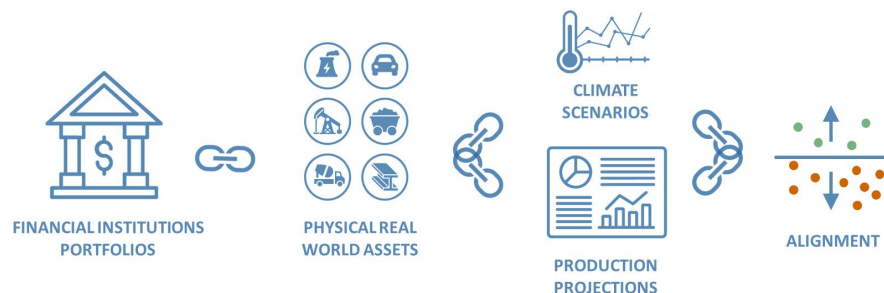 FINANCIAL INSTITUTIONS
PORTFOLIOS
$
PHYSICAL REAL
WORLD ASSETS
CLIMATE
SCENARIOS
PRODUCTION
PROJECTIONS
ALIGNMENT